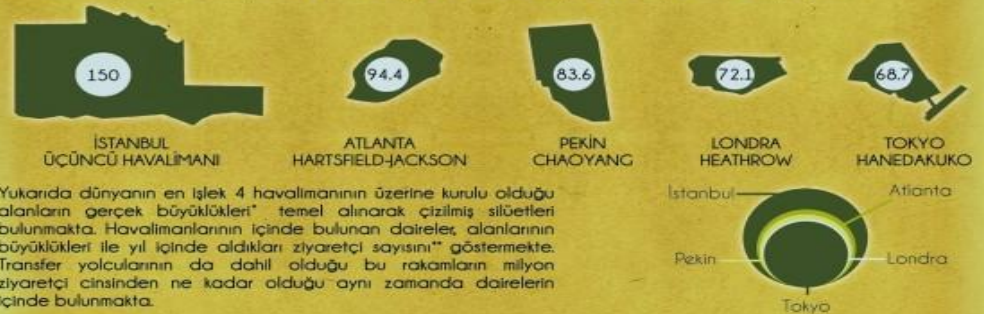 150
94.4
83.6
72.1
68.7
İSTANBUL
ÜÇÜNCÜ HAVALİMANI
ATLANTA
HARTSFIELD-JACKSON
PEKİN
CHAOYANG
LONDRA
HEATHROW
TOKYO
HANEDAKUKO
Yukarıda dünyanın en işlek 4 havalimanının üzerine kurulu olduğu
alanların gerçek büyüklükleri* temel alınarak çizilmiş silüetleri
bulunmakta. Havalimanlarının içinde bulunan daireler, alanlarının
büyüklükleri ile yıl içinde aldıkları ziyaretçi sayısını** göstermekte.
Transfer yolcularının da dahil olduğu bu rakamların milyon
ziyaretçi cinsinden ne kadar olduğu aynı zamanda dairelerin
içinde bulunmakta.
İstanbul
Atlanta
Pekin
Londra
Tokyo